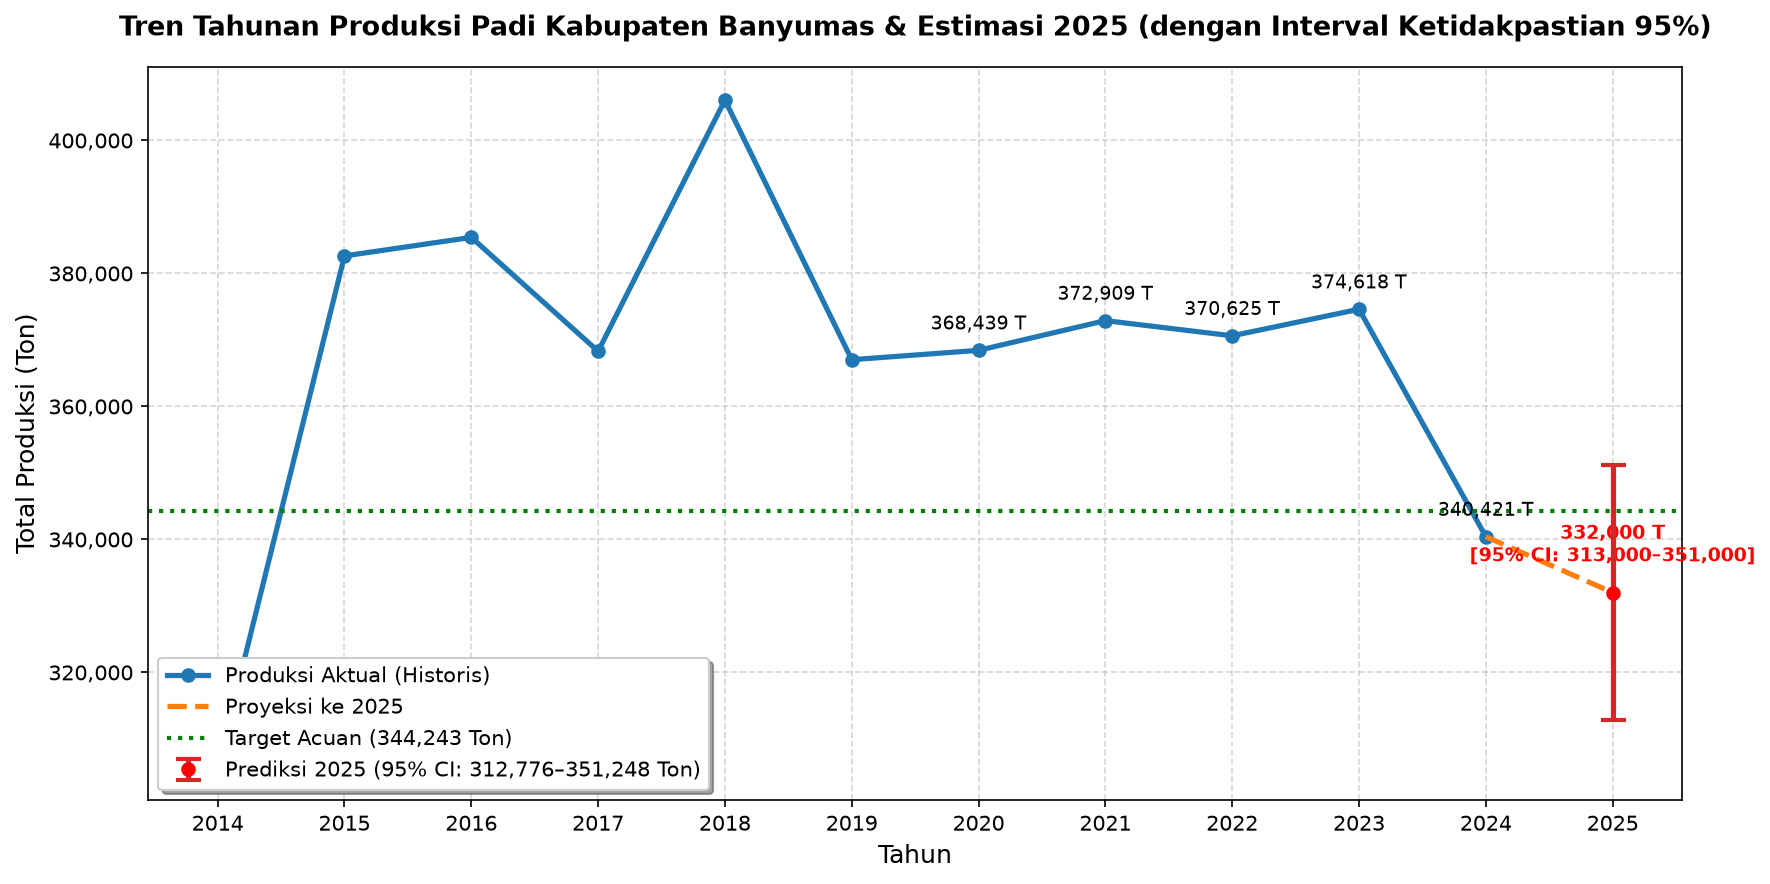 Tren Tahunan Produksi Padi Kabupaten Banyumas & Estimasi 2025 (dengan Interval Ketidakpastian 95%)
Total Produksi (Ton)
400,000
380,000
360,000
340,000
320,000
368,439 T
372,909 T
370,625 T
374,618 T
340,421 T
332,000 T
[95% CI: 313,000–351,000]
Produksi Aktual (Historis)
Proyeksi ke 2025
Target Acuan (344,243 Ton)
Prediksi 2025 (95% CI: 312,776–351,248 Ton)
2014 2015 2016 2017 2018 2019 2020 2021 2022 2023 2024 2025
Tahun